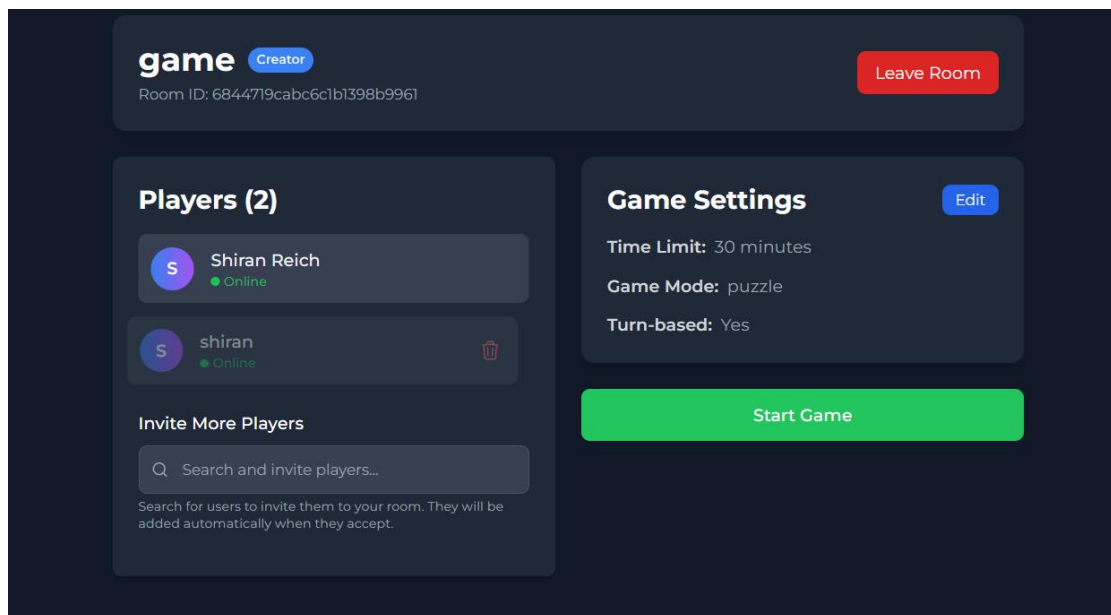 game Creator
Room ID: 6844719cabc6c1b1398b9961
Leave Room
Players (2)
S Shiran Reich
Online
S shiran
Online
Invite More Players
Search and invite players...
Search for users to invite them to your room. They will be
added automatically when they accept.
Game Settings
Edit
Time Limit: 30 minutes
Game Mode: puzzle
Turn-based: Yes
Start Game